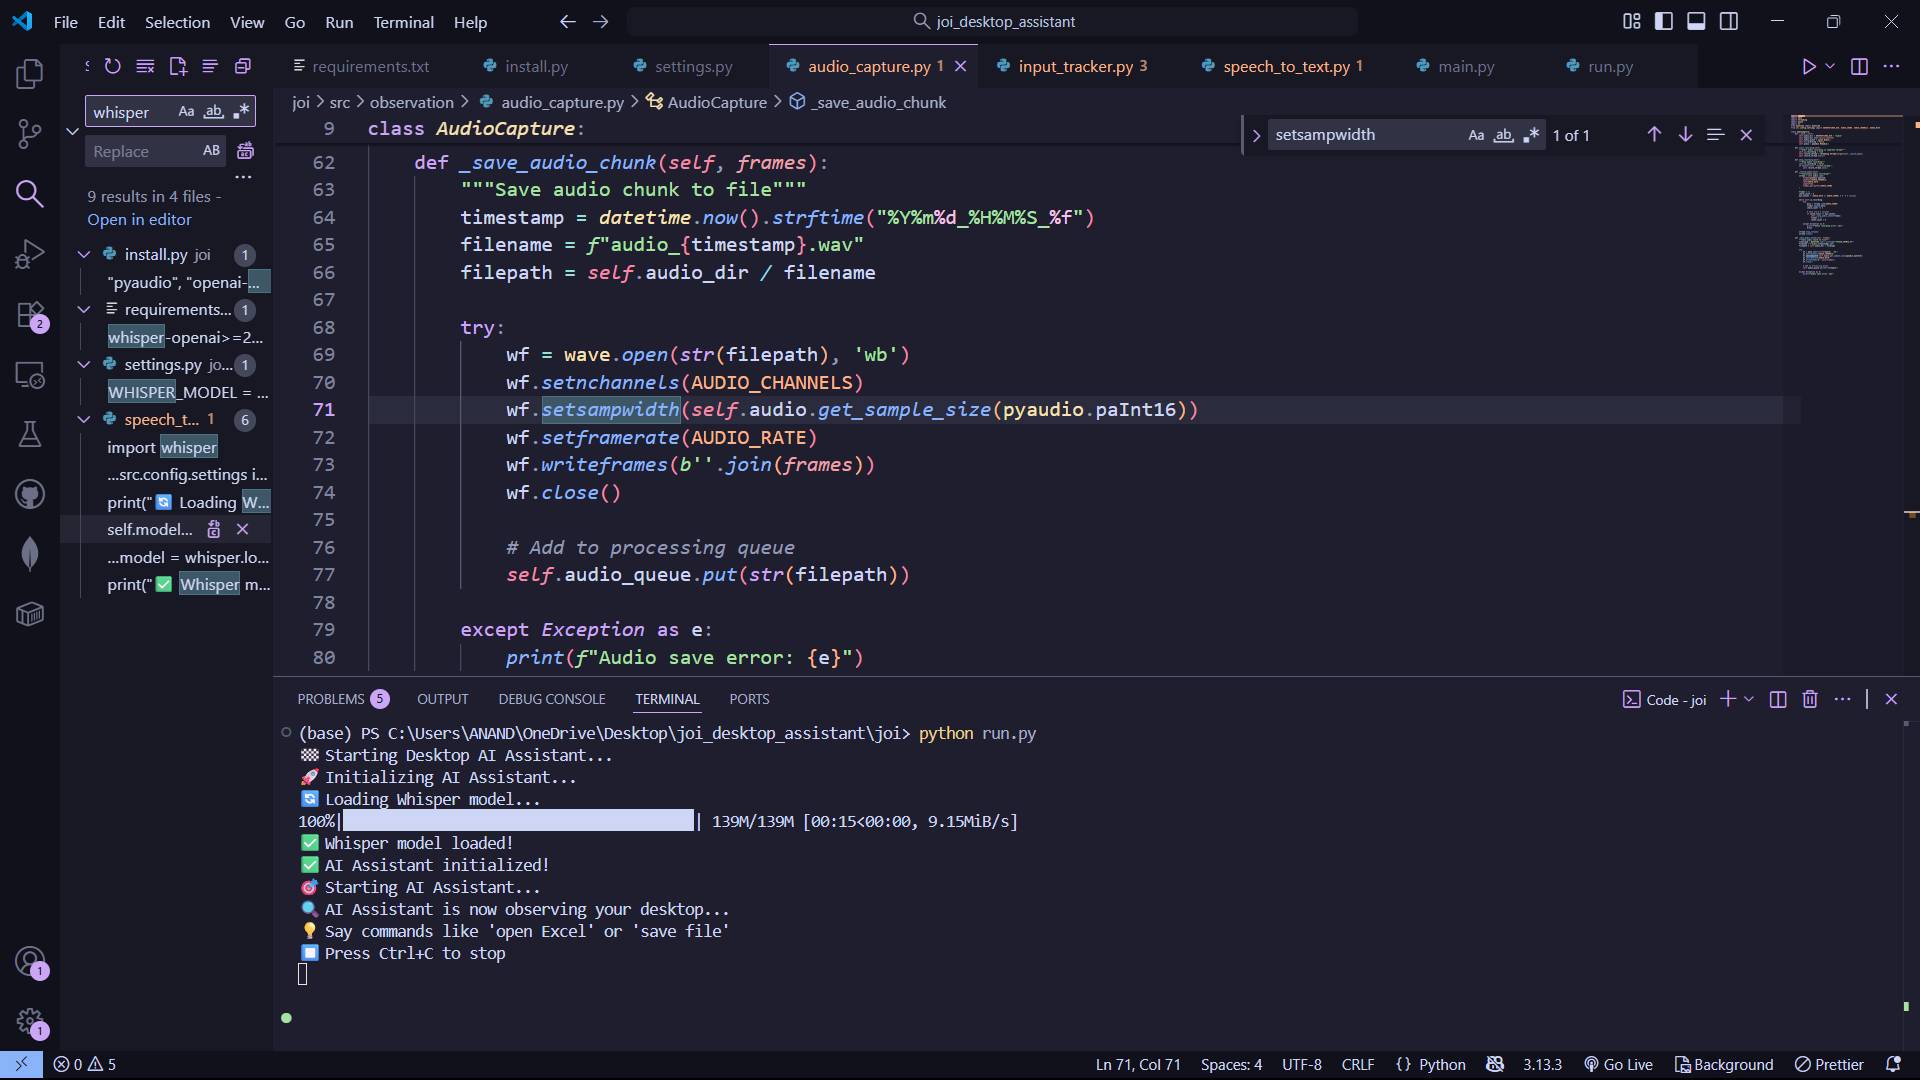 File Edit Selection View Go Run Terminal Help
joi_desktop_assistant
requirements.txt install.py settings.py audio_capture.py 1 input_tracker.py 3 speech_to_text.py 1 main.py run.py
whisper Aa ab
Replace AB
9 results in 4 files -
Open in editor
install.py joi 1
"pyaudio", "openai-...
requirements... 1
whisper-openai>=2...
settings.py jo... 1
WHISPER_MODEL = ...
speech_t... 1 6
import whisper
...src.config.settings i...
print("🔄 Loading W...
self.model...
...model = whisper.lo...
print("✅ Whisper m...
2
1
1
joi > src > observation > audio_capture.py > AudioCapture > _save_audio_chunk
setsampwidth Aa ab 1 of 1
9 class AudioCapture:
62 def _save_audio_chunk(self, frames):
63 """Save audio chunk to file"""
64 timestamp = datetime.now().strftime("%Y%m%d_%H%M%S_%f")
65 filename = f"audio_{timestamp}.wav"
66 filepath = self.audio_dir / filename
67
68 try:
69 wf = wave.open(str(filepath), 'wb')
70 wf.setnchannels(AUDIO_CHANNELS)
71 wf.setsampwidth(self.audio.get_sample_size(pyaudio.paInt16))
72 wf.setframerate(AUDIO_RATE)
73 wf.writeframes(b''.join(frames))
74 wf.close()
75
76 # Add to processing queue
77 self.audio_queue.put(str(filepath))
78
79 except Exception as e:
80 print(f"Audio save error: {e}")
PROBLEMS 5 OUTPUT DEBUG CONSOLE TERMINAL PORTS
Code - joi
(base) PS C:\Users\ANAND\OneDrive\Desktop\joi_desktop_assistant\joi> python run.py
🏁 Starting Desktop AI Assistant...
🚀 Initializing AI Assistant...
🔄 Loading Whisper model...
100%| | 139M/139M [00:15<00:00, 9.15MiB/s]
✅ Whisper model loaded!
✅ AI Assistant initialized!
🎯 Starting AI Assistant...
🔍 AI Assistant is now observing your desktop...
💡 Say commands like 'open Excel' or 'save file'
⏹ Press Ctrl+C to stop
0 5 Ln 71, Col 71 Spaces: 4 UTF-8 CRLF {} Python 3.13.3 Go Live Background Prettier